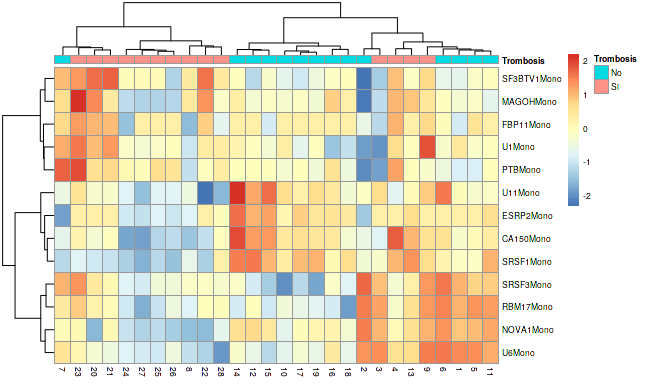 Trombosis
SF3BTV1Mono
MAGOHMono
FBP11Mono
U1Mono
PTBMono
U11Mono
ESRP2Mono
CA150Mono
SRSF1Mono
SRSF3Mono
RBM17Mono
NOVA1Mono
U6Mono
7 23 20 21 24 27 25 26 8 22 28 14 12 15 10 17 19 16 18 2 3 4 13 9 6 1 5 11
2
1
0
-1
-2
Trombosis
No
SI